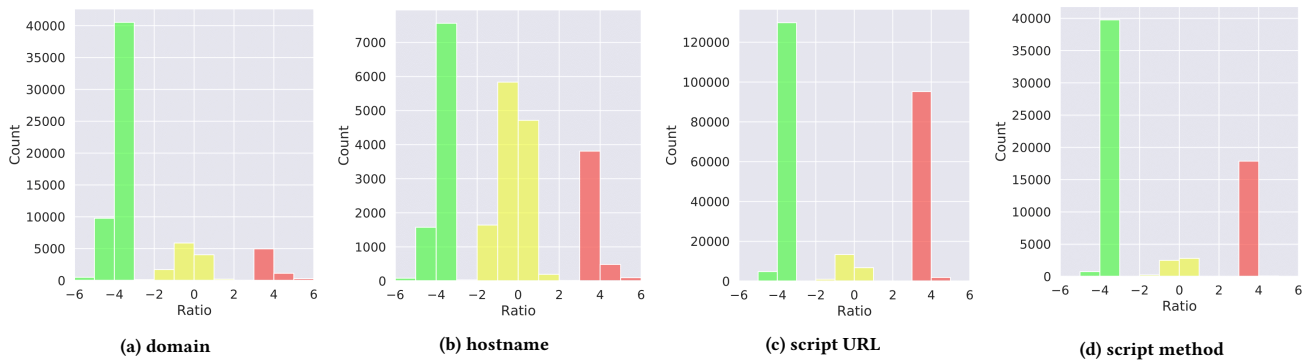 40000
35000
30000
25000
20000
15000
10000
5000
0
Count
−6 −4 −2 0 2 4 6
Ratio
(a) domain
7000
6000
5000
4000
3000
2000
1000
0
Count
−6 −4 −2 0 2 4 6
Ratio
(b) hostname
120000
100000
80000
60000
40000
20000
0
Count
−6 −4 −2 0 2 4 6
Ratio
(c) script URL
40000
35000
30000
25000
20000
15000
10000
5000
0
Count
−6 −4 −2 0 2 4 6
Ratio
(d) script method